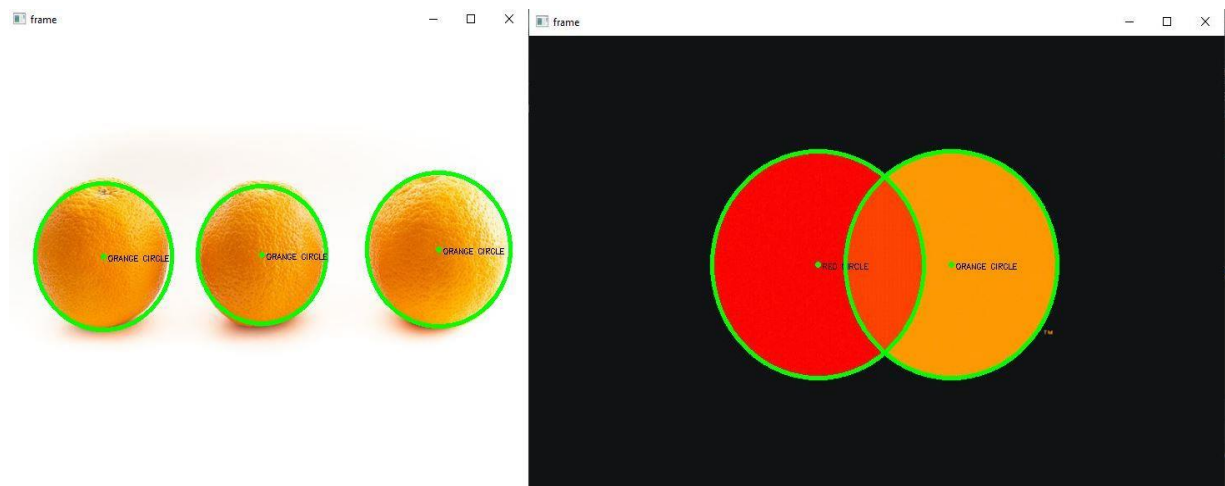 frame
ORANGE CIRCLE
ORANGE CIRCLE
ORANGE CIRCLE
frame
RED CIRCLE
ORANGE CIRCLE
TM